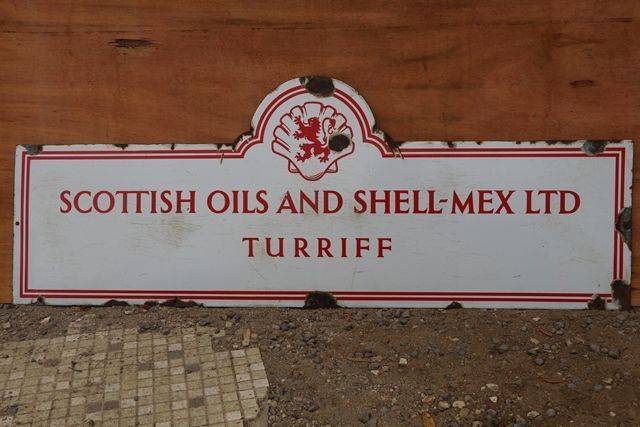 SCOTTISH OILS AND SHELL-MEX LTD
TURRIFF